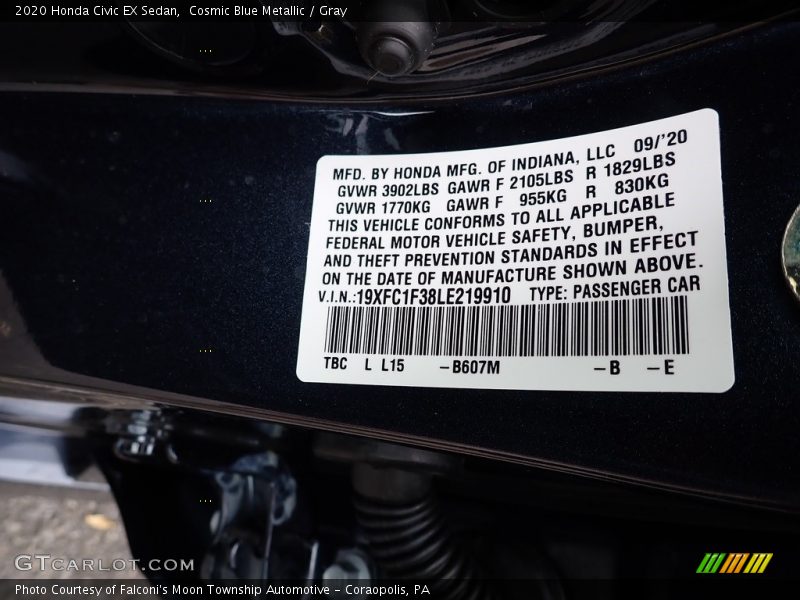 2020 Honda Civic EX Sedan,  Cosmic Blue Metallic / Gray
MFD. BY HONDA MFG. OF INDIANA, LLC 09/'20
GVWR 3902LBS GAWR F 2105LBS R 1829LBS
GVWR 1770KG GAWR F 955KG R 830KG
THIS VEHICLE CONFORMS TO ALL APPLICABLE
FEDERAL MOTOR VEHICLE SAFETY, BUMPER,
AND THEFT PREVENTION STANDARDS IN EFFECT
ON THE DATE OF MANUFACTURE SHOWN ABOVE.
V.I.N.:19XFC1F38LE219910 TYPE: PASSENGER CAR
TBC L L15 –B607M –B –E
GTCARLOT.COM
Photo Courtesy of Falconi's Moon Township Automotive – Coraopolis, PA